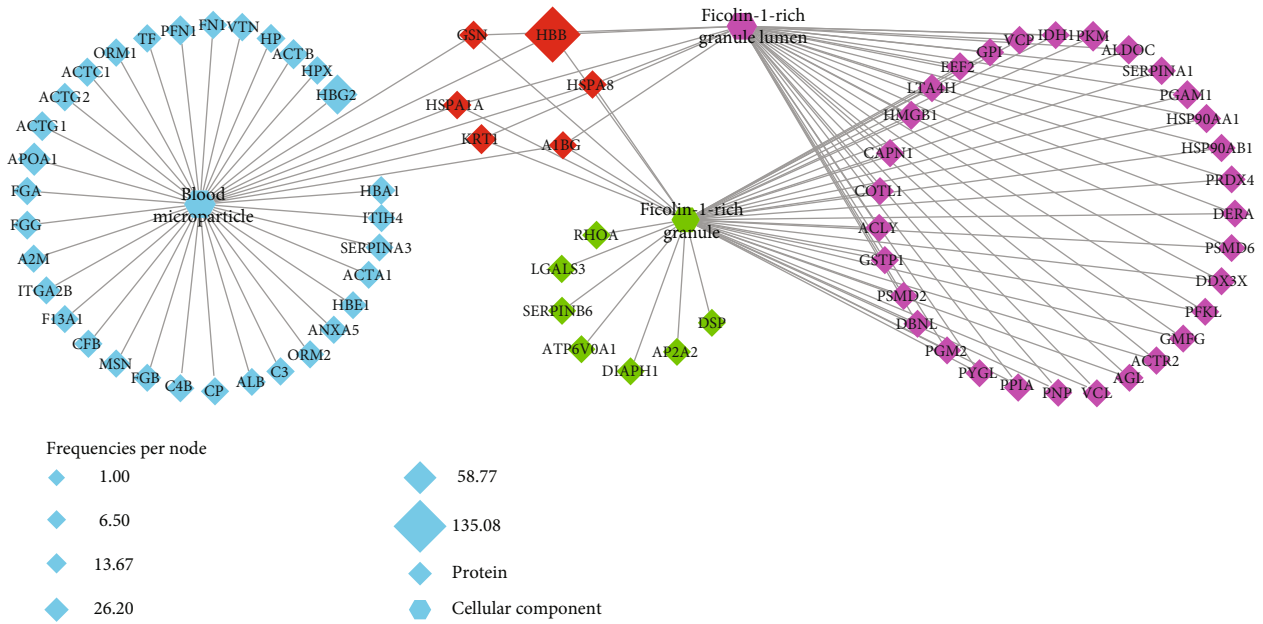 GSN
HBB
HSPA8
HSPA1A
KRT1
A1BG
Ficolin-1-rich
granule lumen
TF
PFN1
FN1
VTN
HP
ACTB
HPX
HBG2
ORM1
ACTC1
ACTG2
ACTG1
APOA1
FGA
FGG
A2M
ITGA2B
F13A1
CFB
MSN
FGB
C4B
CP
ALB
C3
ORM2
ANXA5
HBE1
ACTA1
SERPINA3
ITIH4
HBA1
Blood
microparticle
Ficolin-1-rich
granule
RHOA
LGALS3
SERPINB6
ATP6V0A1
DIAPH1
AP2A2
DSP
VCP
IDH1
PKM
ALDOC
SERPINA1
PGAM1
HSP90AA1
HSP90AB1
PRDX4
DERA
PSMD6
DDX3X
PFKL
GMFG
ACTR2
AGL
VCL
PNP
PPIA
PYGL
PGM2
DBNL
PSMD2
GSTP1
ACLY
COTL1
CAPN1
HMGB1
LTA4H
EEF2
GPI
Frequencies per node
1.00
6.50
13.67
26.20
58.77
135.08
Protein
Cellular component